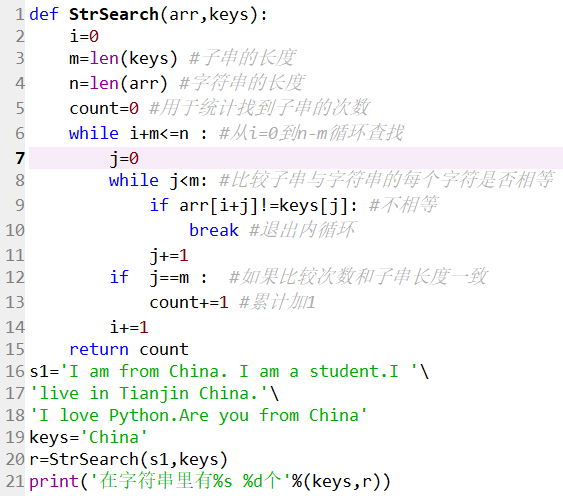 1 def StrSearch(arr,keys):
2     i=0
3     m=len(keys) #子串的长度
4     n=len(arr) #字符串的长度
5     count=0 #用于统计找到子串的次数
6     while i+m<=n : #从i=0到n-m循环查找
7         j=0
8         while j<m: #比较子串与字符串的每个字符是否相等
9             if arr[i+j]!=keys[j]: #不相等
10                 break #退出内循环
11             j+=1
12         if  j==m :  #如果比较次数和子串长度一致
13             count+=1 #累计加1
14         i+=1
15     return count
16 s1='I am from China. I am a student.I '\
17 'live in Tianjin China.'\
18 'I love Python.Are you from China'
19 keys='China'
20 r=StrSearch(s1,keys)
21 print('在字符串里有%s %d个'%(keys,r))